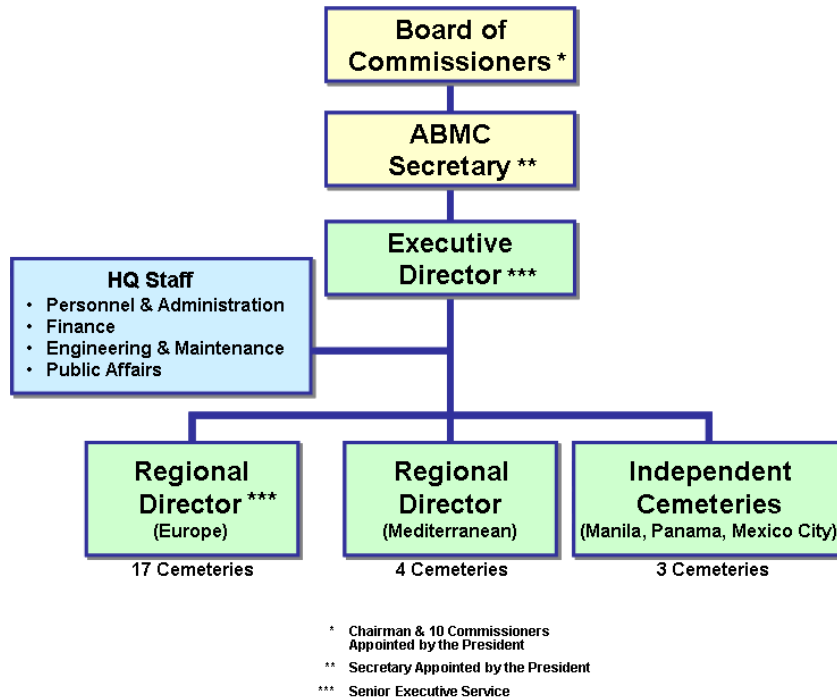 Board of
Commissioners *
ABMC
Secretary **
Executive
Director ***
HQ Staff
• Personnel & Administration
• Finance
• Engineering & Maintenance
• Public Affairs
Regional
Director ***
(Europe)
17 Cemeteries
Regional
Director
(Mediterranean)
4 Cemeteries
Independent
Cemeteries
(Manila, Panama, Mexico City)
3 Cemeteries
* Chairman & 10 Commissioners
Appointed by the President
** Secretary Appointed by the President
*** Senior Executive Service